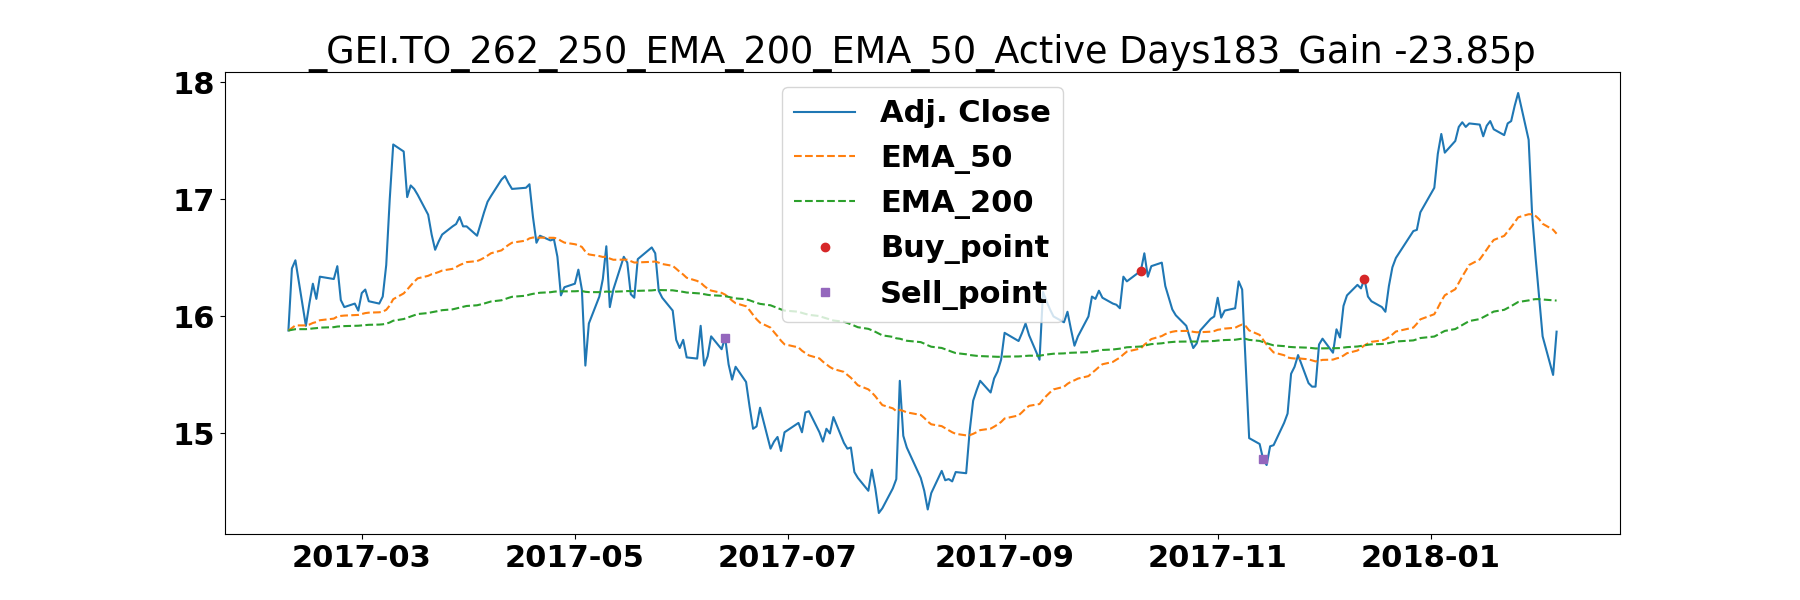 _GEI.TO_262_250_EMA_200_EMA_50_Active Days183_Gain -23.85p
18
17
16
15
Adj. Close
EMA_50
EMA_200
Buy_point
Sell_point
2017-03 2017-05 2017-07 2017-09 2017-11 2018-01